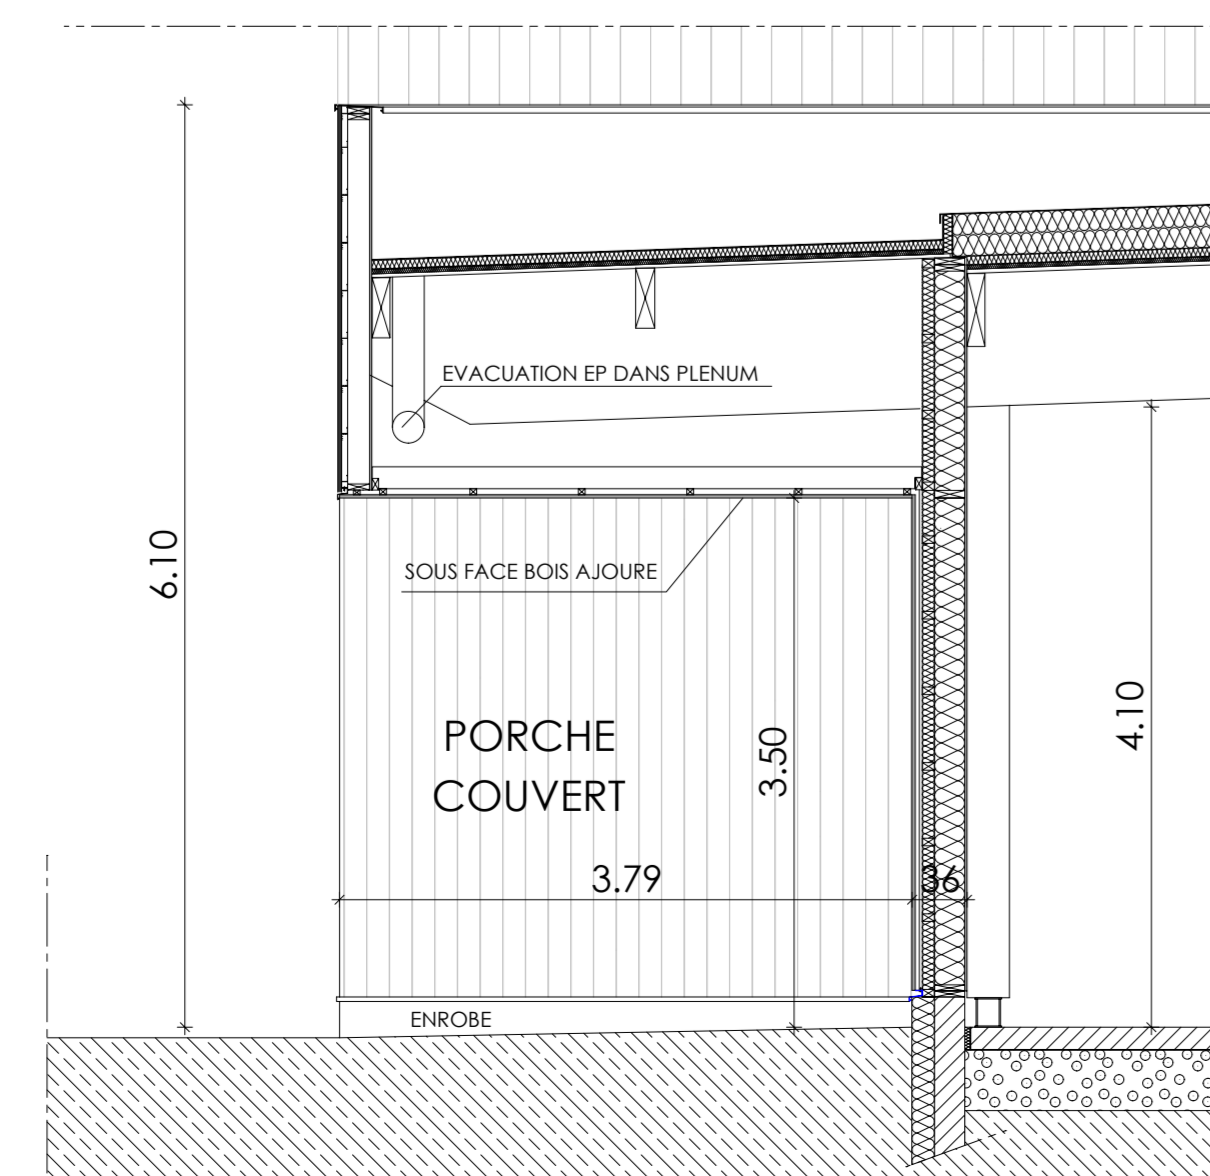 EVACUATION EP DANS PLENUM
6.10
SOUS FACE BOIS AJOURE
PORCHE
COUVERT
3.50
4.10
3.79
36
ENROBE